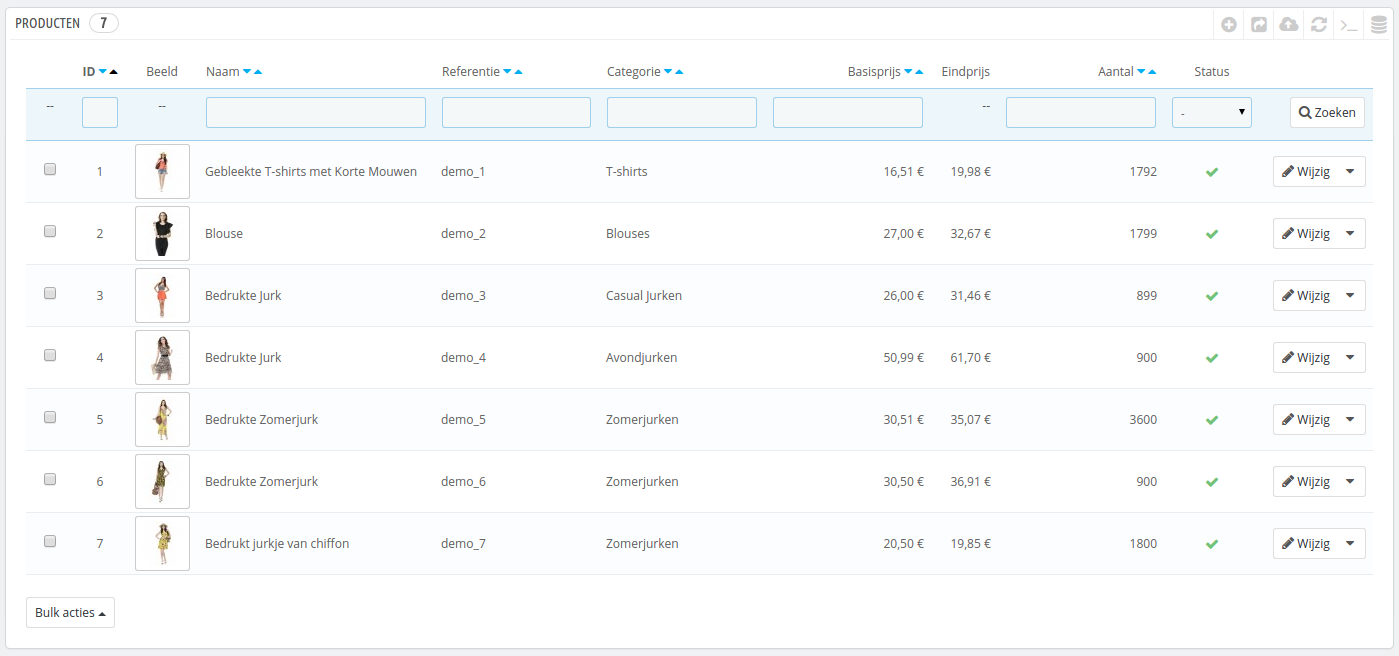 PRODUCTEN 7
ID Beeld Naam Referentie Categorie Basisprijs Eindprijs Aantal Status
-- -- -- - Zoeken
1 Gebleekte T-shirts met Korte Mouwen demo_1 T-shirts 16,51 € 19,98 € 1792 Wijzig
2 Blouse demo_2 Blouses 27,00 € 32,67 € 1799 Wijzig
3 Bedrukte Jurk demo_3 Casual Jurken 26,00 € 31,46 € 899 Wijzig
4 Bedrukte Jurk demo_4 Avondjurken 50,99 € 61,70 € 900 Wijzig
5 Bedrukte Zomerjurk demo_5 Zomerjurken 30,51 € 35,07 € 3600 Wijzig
6 Bedrukte Zomerjurk demo_6 Zomerjurken 30,50 € 36,91 € 900 Wijzig
7 Bedrukt jurkje van chiffon demo_7 Zomerjurken 20,50 € 19,85 € 1800 Wijzig
Bulk acties